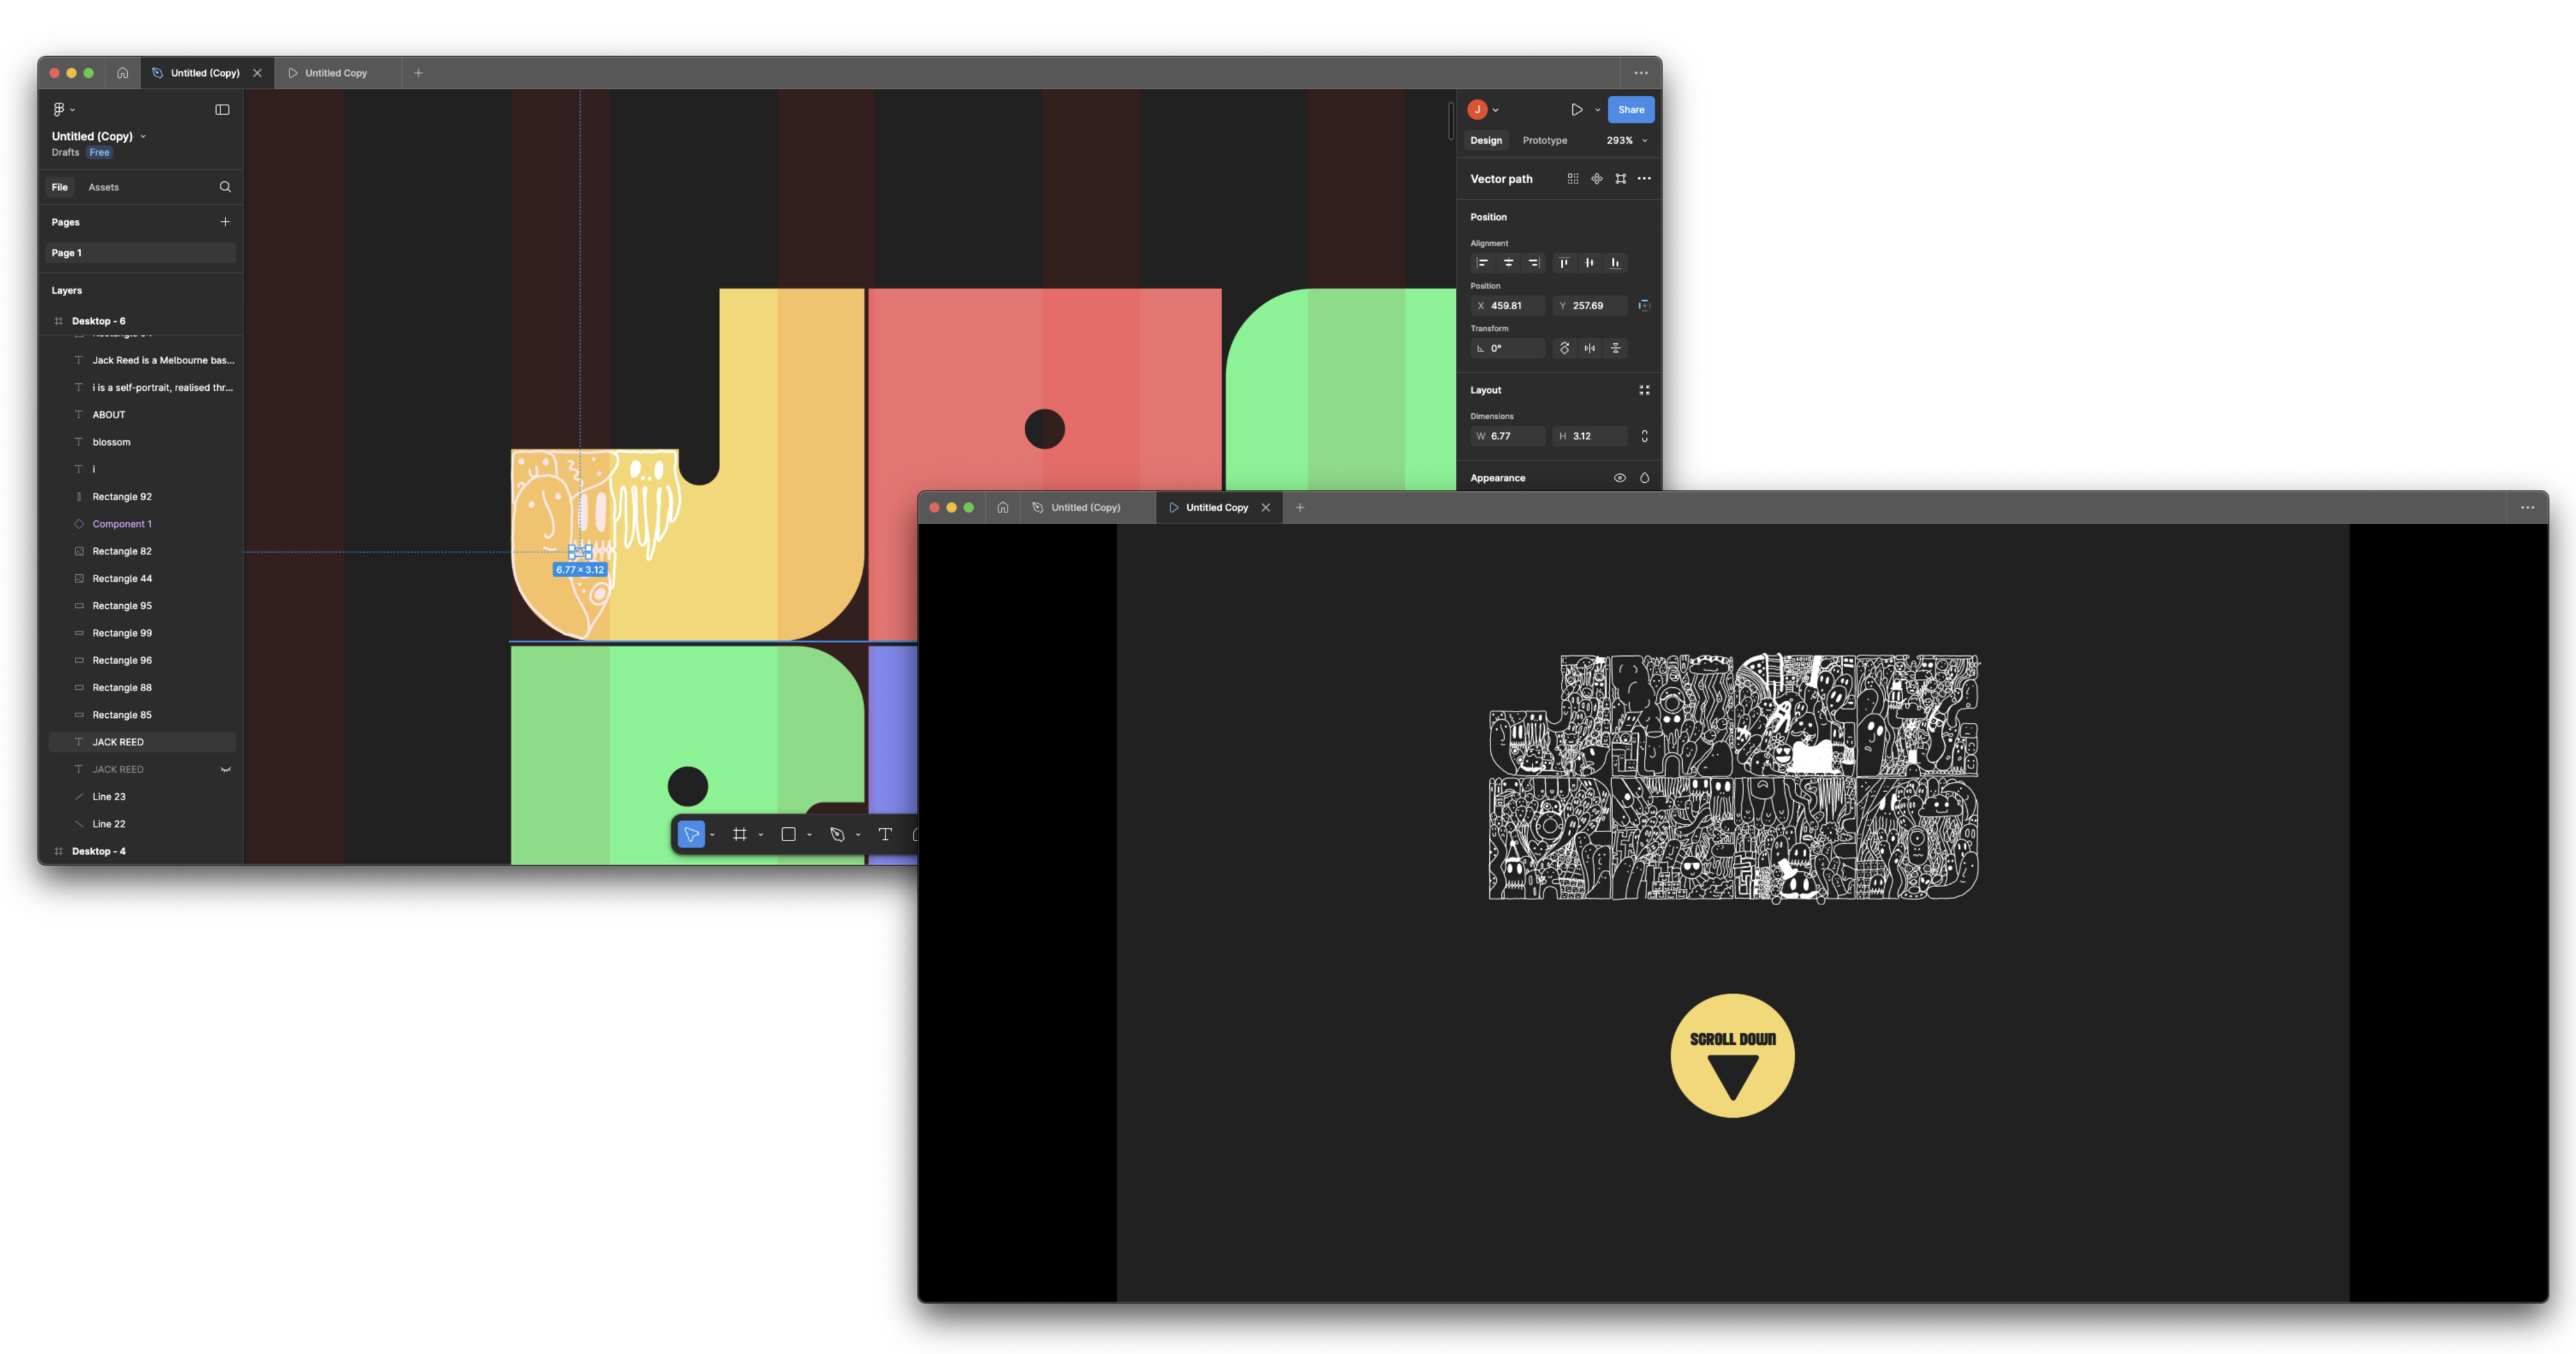 Untitled (Copy)
Untitled Copy
Untitled (Copy)
Drafts Free
File Assets
Pages
Page 1
Layers
Desktop - 6
Jack Reed is a Melbourne bas...
i is a self-portrait, realised thr...
ABOUT
blossom
i
Rectangle 92
Component 1
Rectangle 82
Rectangle 44
Rectangle 95
Rectangle 99
Rectangle 96
Rectangle 88
Rectangle 85
JACK REED
JACK REED
Line 23
Line 22
Desktop - 4
6.77 × 3.12
J
Share
Design Prototype 293%
Vector path
Position
Alignment
Position
X 459.81 Y 257.69
Transform
0°
Layout
Dimensions
W 6.77 H 3.12
Appearance
Untitled (Copy)
Untitled Copy
SCROLL DOWN